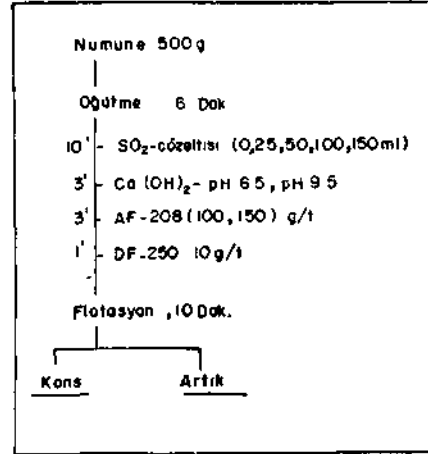 Numune 500g
Öğütme 6 Dak
10' SO₂-çözeltisi (0,25,50,100,150ml)
3' Ca(OH)₂- pH 6.5, pH 9.5
3' AF-208(100,150) g/t
1' DF-250 10g/t
Flotasyon ,10 Dak.
Kons Artık